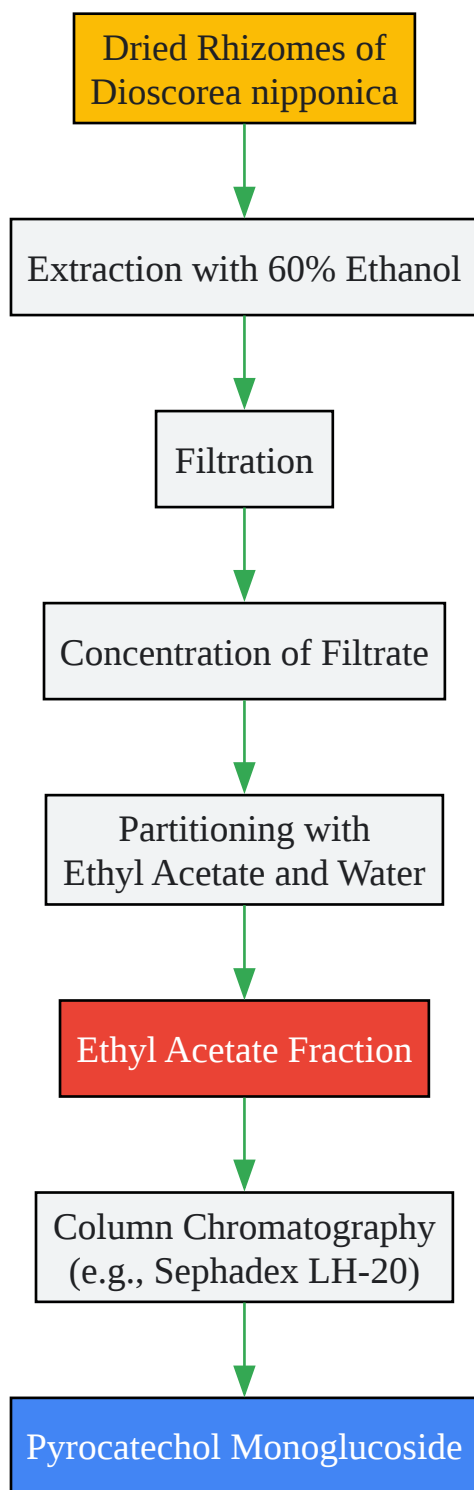 Dried Rhizomes of
Dioscorea nipponica
Extraction with 60% Ethanol
Filtration
Concentration of Filtrate
Partitioning with
Ethyl Acetate and Water
Ethyl Acetate Fraction
Column Chromatography
(e.g., Sephadex LH-20)
Pyrocatechol Monoglucoside